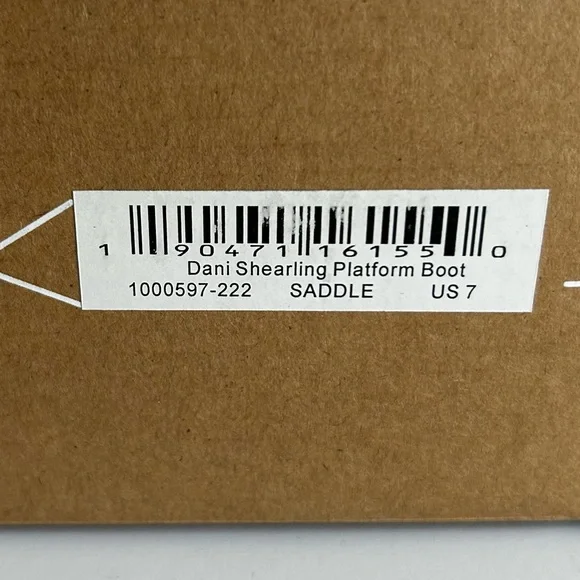 1 90471 16155 0
Dani Shearling Platform Boot
1000597-222 SADDLE US 7